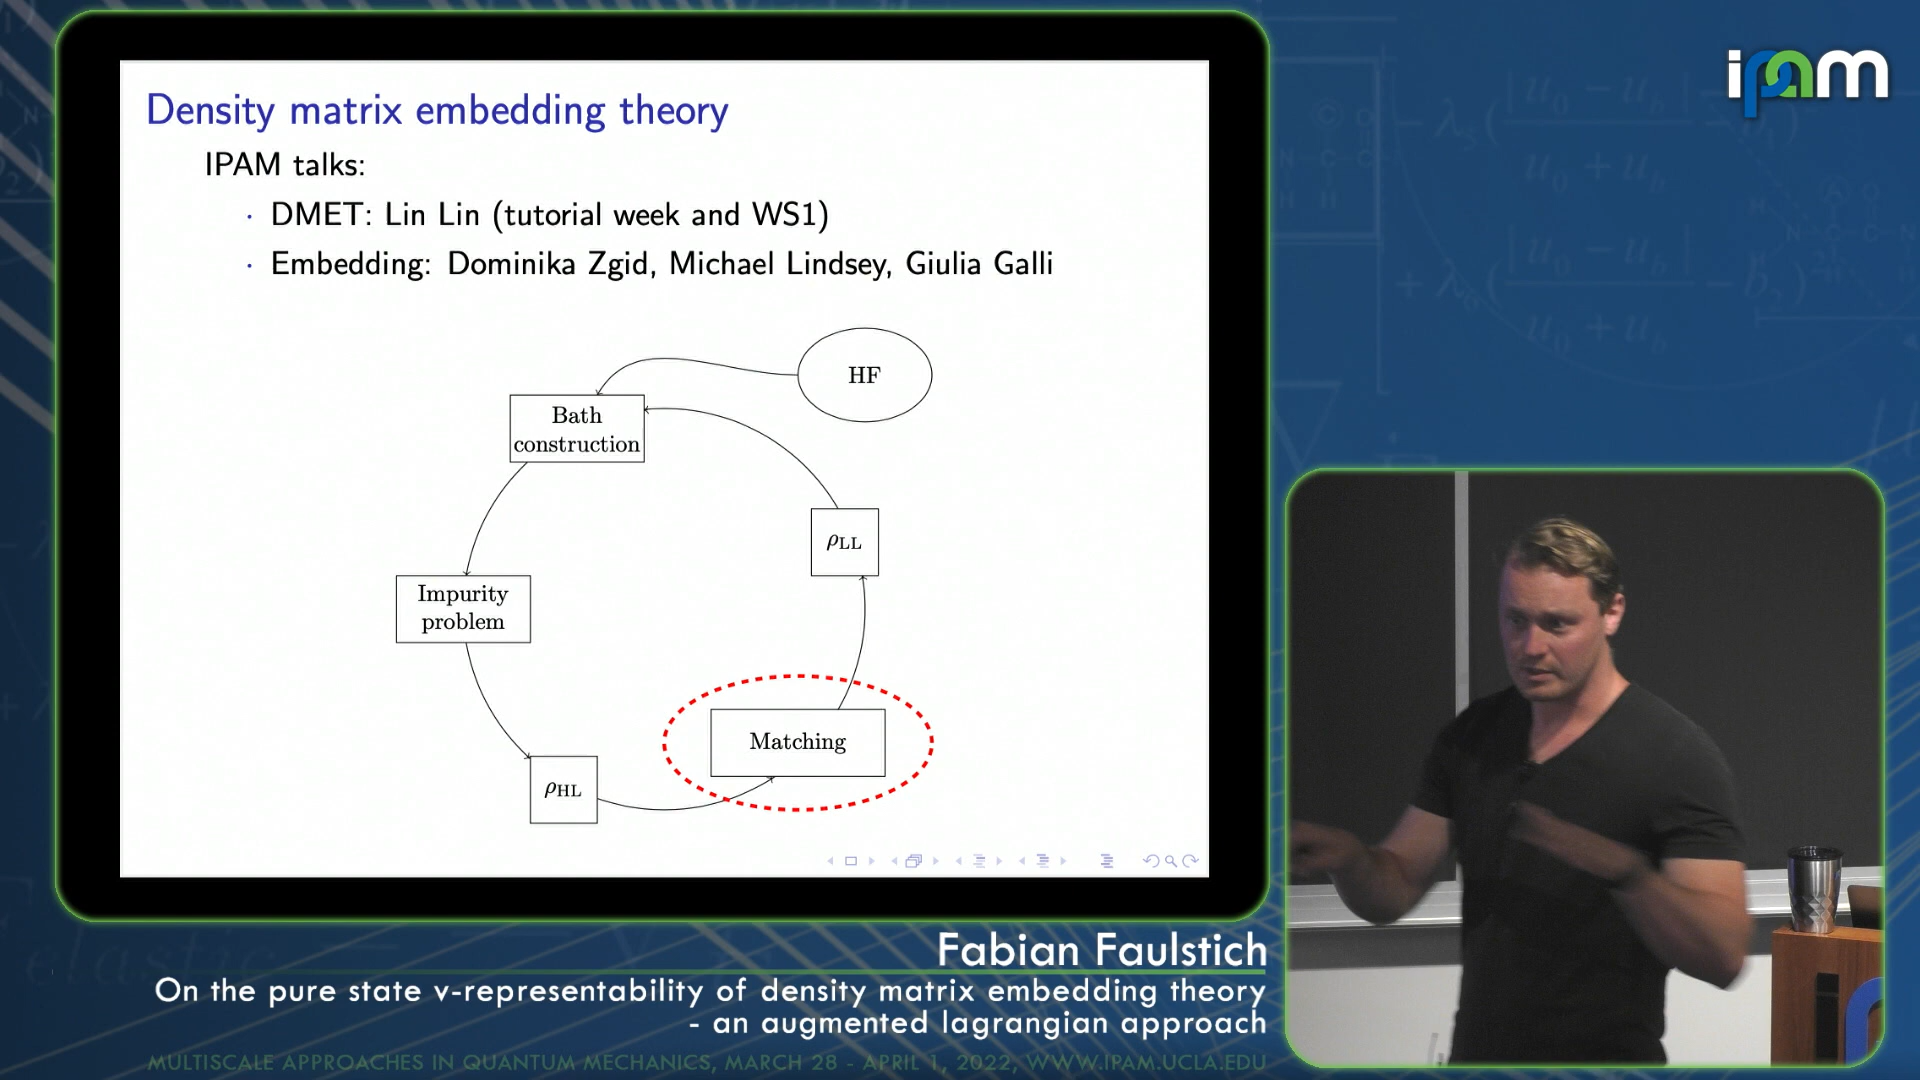 ipam
Density matrix embedding theory
IPAM talks:
· DMET: Lin Lin (tutorial week and WS1)
· Embedding: Dominika Zgid, Michael Lindsey, Giulia Galli
HF
Bath
construction
ρLL
Impurity
problem
Matching
ρHL
Fabian Faulstich
On the pure state v-representability of density matrix embedding theory
- an augmented lagrangian approach
MULTISCALE APPROACHES IN QUANTUM MECHANICS, MARCH 28 - APRIL 1, 2022, WWW.IPAM.UCLA.EDU